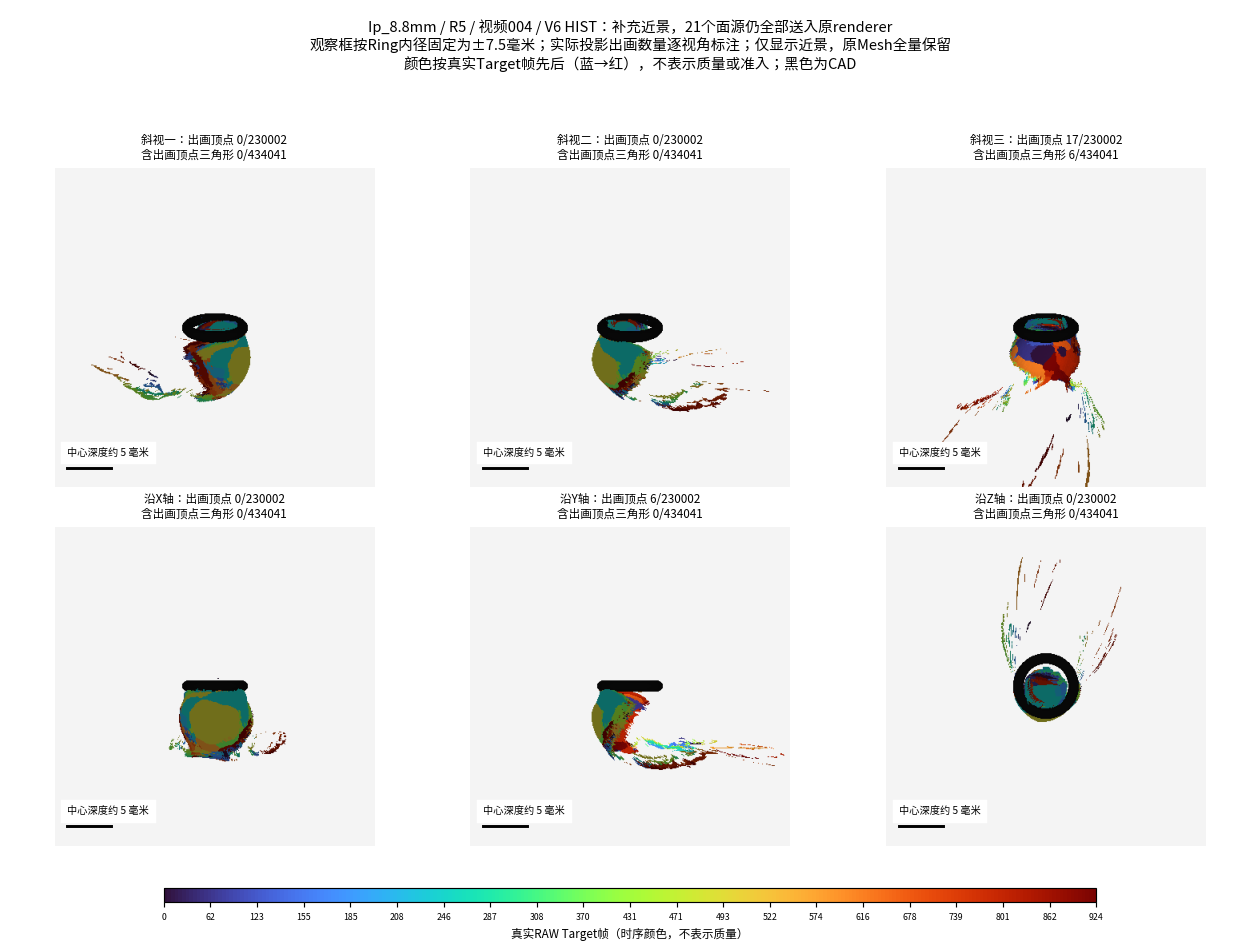 Ip_8.8mm / R5 / 视频004 / V6 HIST：补充近景，21个面源仍全部送入原renderer
观察框按Ring内径固定为±7.5毫米；实际投影出画数量逐视角标注；仅显示近景，原Mesh全量保留
颜色按真实Target帧先后（蓝→红），不表示质量或准入；黑色为CAD
斜视一：出画顶点 0/230002
含出画顶点三角形 0/434041
斜视二：出画顶点 0/230002
含出画顶点三角形 0/434041
斜视三：出画顶点 17/230002
含出画顶点三角形 6/434041
中心深度约 5 毫米
中心深度约 5 毫米
中心深度约 5 毫米
沿X轴：出画顶点 0/230002
含出画顶点三角形 0/434041
沿Y轴：出画顶点 6/230002
含出画顶点三角形 0/434041
沿Z轴：出画顶点 0/230002
含出画顶点三角形 0/434041
中心深度约 5 毫米
中心深度约 5 毫米
中心深度约 5 毫米
0 62 123 155 185 208 246 287 308 370 431 471 493 522 574 616 678 739 801 862 924
真实RAW Target帧（时序颜色，不表示质量）